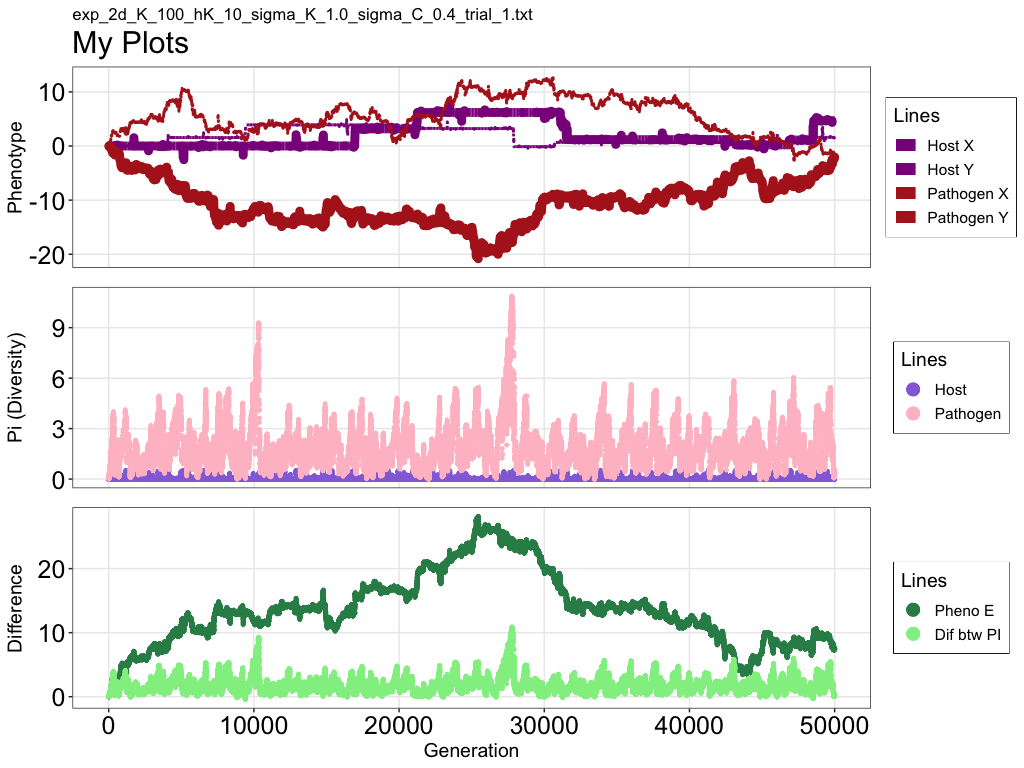 exp_2d_K_100_hK_10_sigma_K_1.0_sigma_C_0.4_trial_1.txt
My Plots
Phenotype
10
0
-10
-20
Lines
Host X
Host Y
Pathogen X
Pathogen Y
Pi (Diversity)
9
6
3
0
Lines
Host
Pathogen
Difference
20
10
0
Lines
Pheno E
Dif btw PI
0 10000 20000 30000 40000 50000
Generation